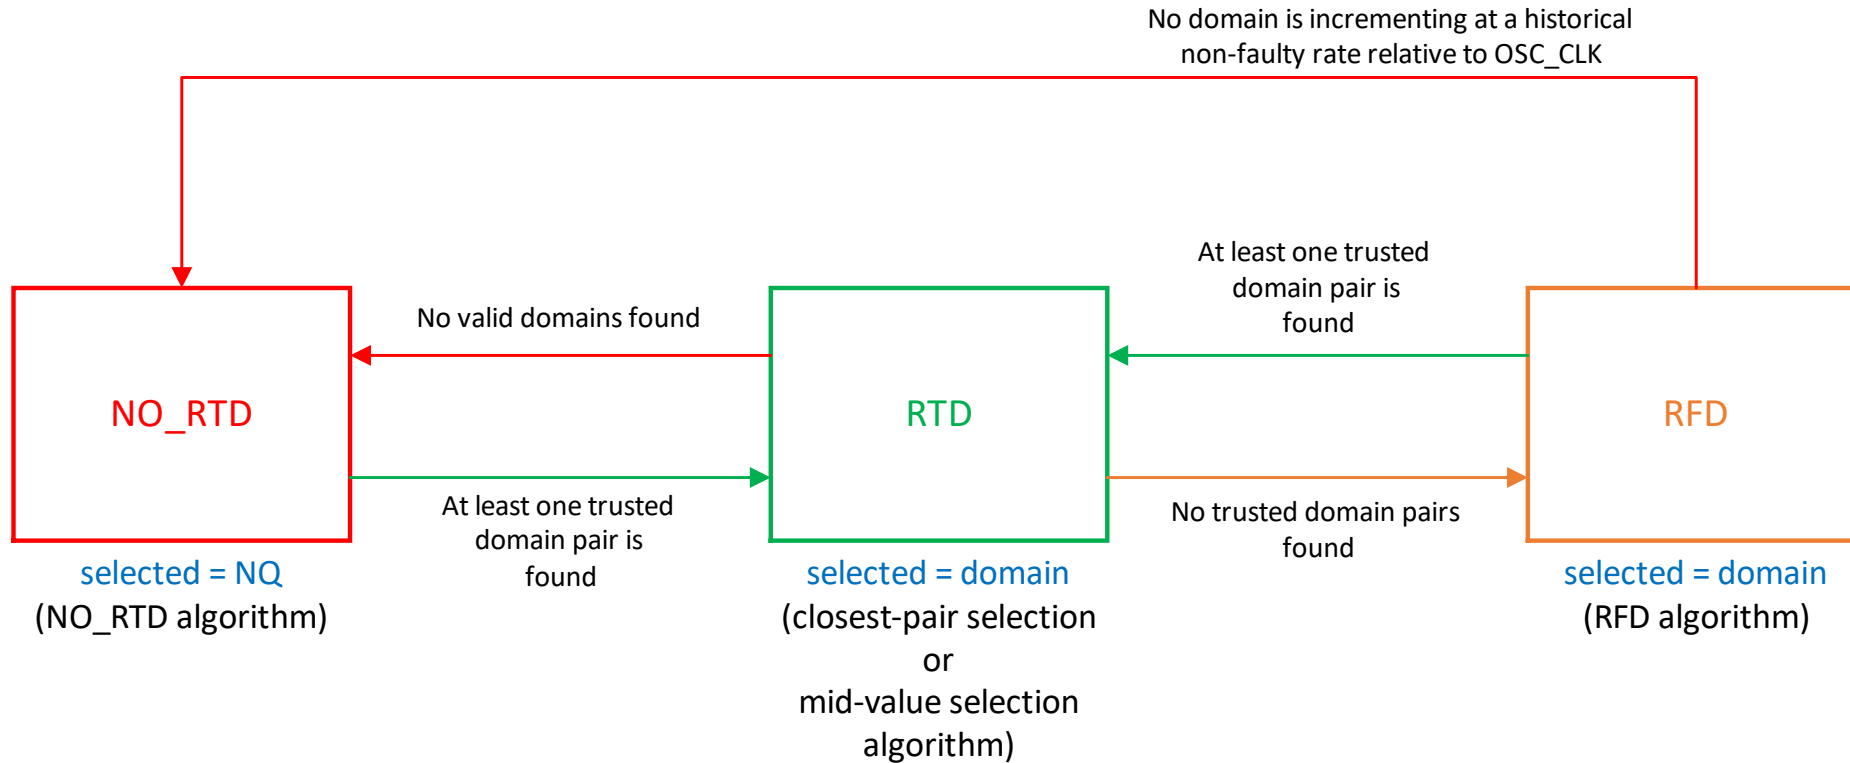 No domain is incrementing at a historical
non-faulty rate relative to OSC_CLK
At least one trusted
domain pair is
found
No valid domains found
NO_RTD
RTD
RFD
At least one trusted
domain pair is
found
No trusted domain pairs
found
selected = NQ
(NO_RTD algorithm)
selected = domain
(closest-pair selection
or
mid-value selection
algorithm)
selected = domain
(RFD algorithm)